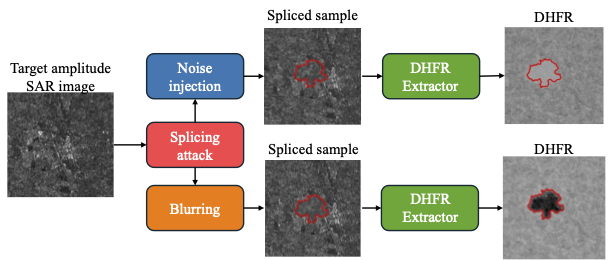 Target amplitude
SAR image
Splicing
attack
Noise
injection
Spliced sample
DHFR
Extractor
DHFR
Blurring
Spliced sample
DHFR
Extractor
DHFR